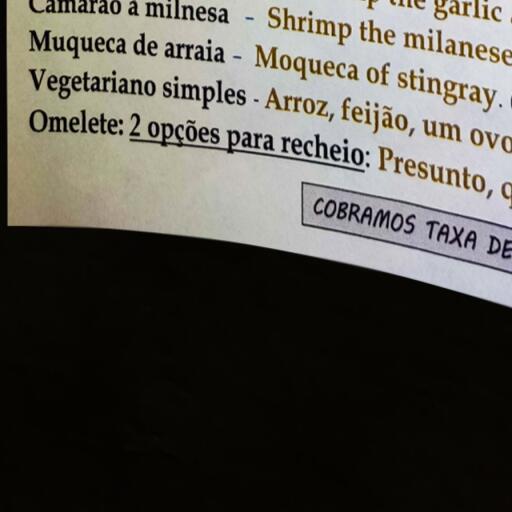 the garlic
Camarão à milnesa - Shrimp the milanese
Muqueca de arraia - Moqueca of stingray.
Vegetariano simples - Arroz, feijão, um ovo
Omelete: 2 opções para recheio: Presunto,
COBRAMOS TAXA DE